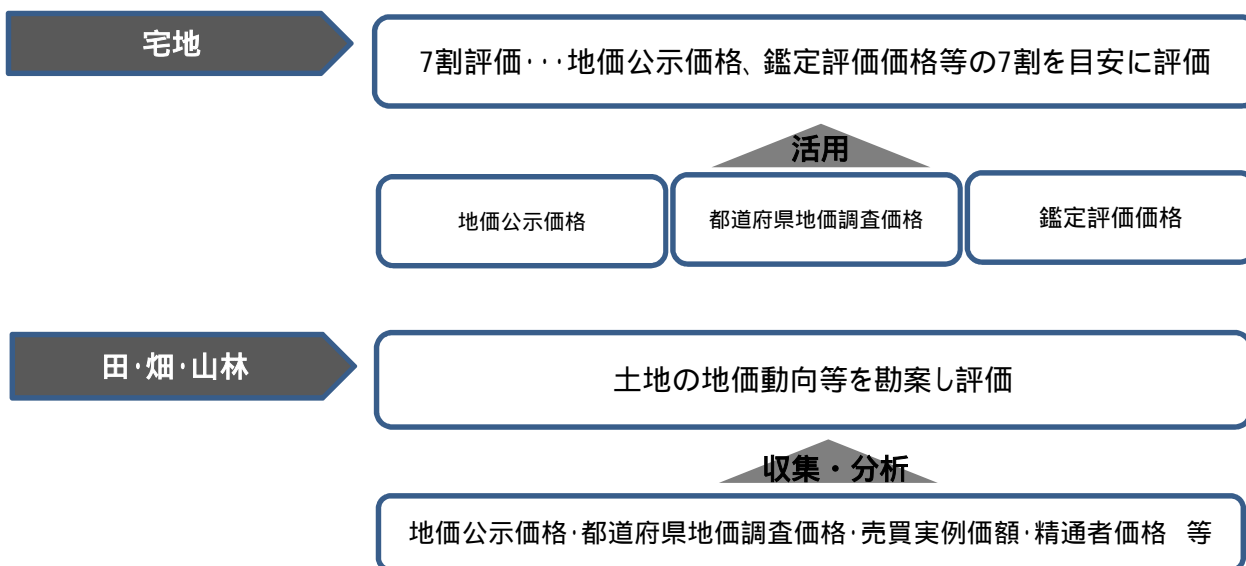 宅地
7割評価･･･地価公示価格、鑑定評価価格等の7割を目安に評価
活用
地価公示価格
都道府県地価調査価格
鑑定評価価格
田･畑･山林
土地の地価動向等を勘案し評価
収集・分析
地価公示価格･都道府県地価調査価格･売買実例価額･精通者価格　等